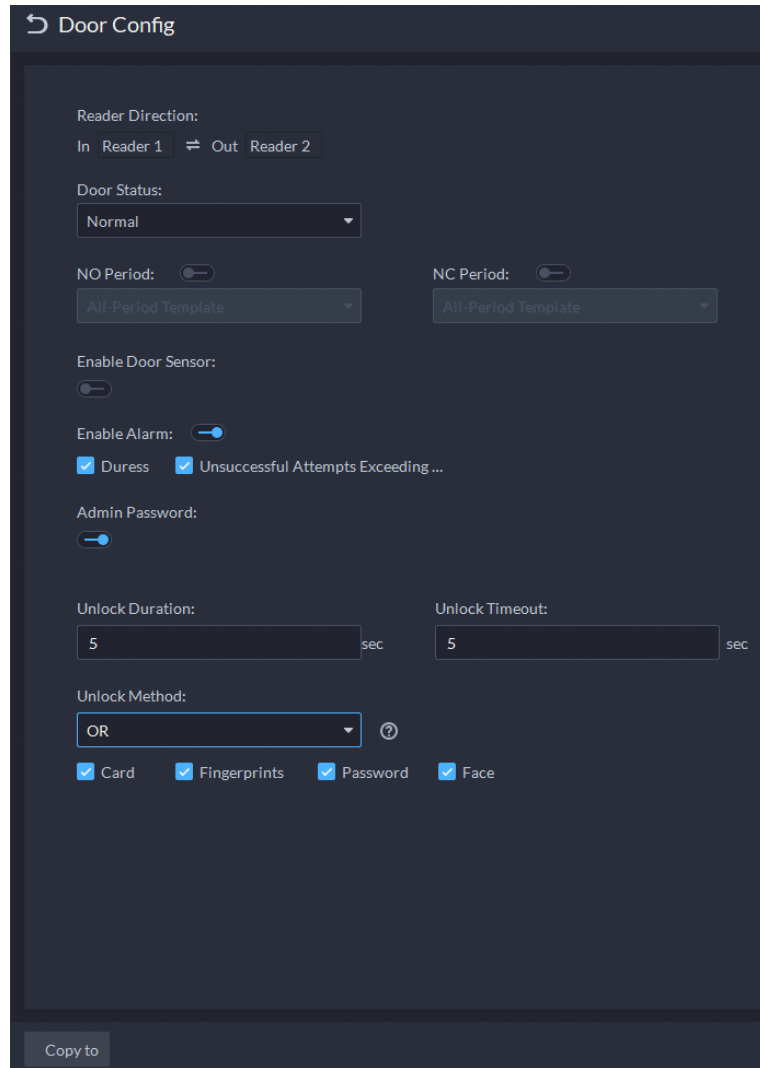 Door Config
Reader Direction:
In Reader 1 ⇌ Out Reader 2
Door Status:
Normal
NO Period: NC Period:
All-Period Template All-Period Template
Enable Door Sensor:
Enable Alarm:
Duress Unsuccessful Attempts Exceeding ...
Admin Password:
Unlock Duration: Unlock Timeout:
5 sec 5 sec
Unlock Method:
OR
Card Fingerprints Password Face
Copy to